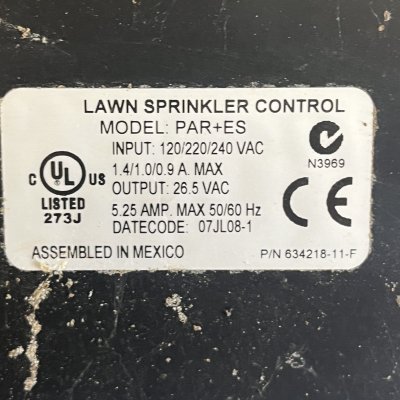 LAWN SPRINKLER CONTROL
MODEL: PAR+ES
INPUT: 120/220/240 VAC
1.4/1.0/0.9 A. MAX
OUTPUT: 26.5 VAC
5.25 AMP. MAX 50/60 Hz
DATECODE: 07JL08-1
C UL US
LISTED
273J
N3969
CE
ASSEMBLED IN MEXICO
P/N 634218-11-F